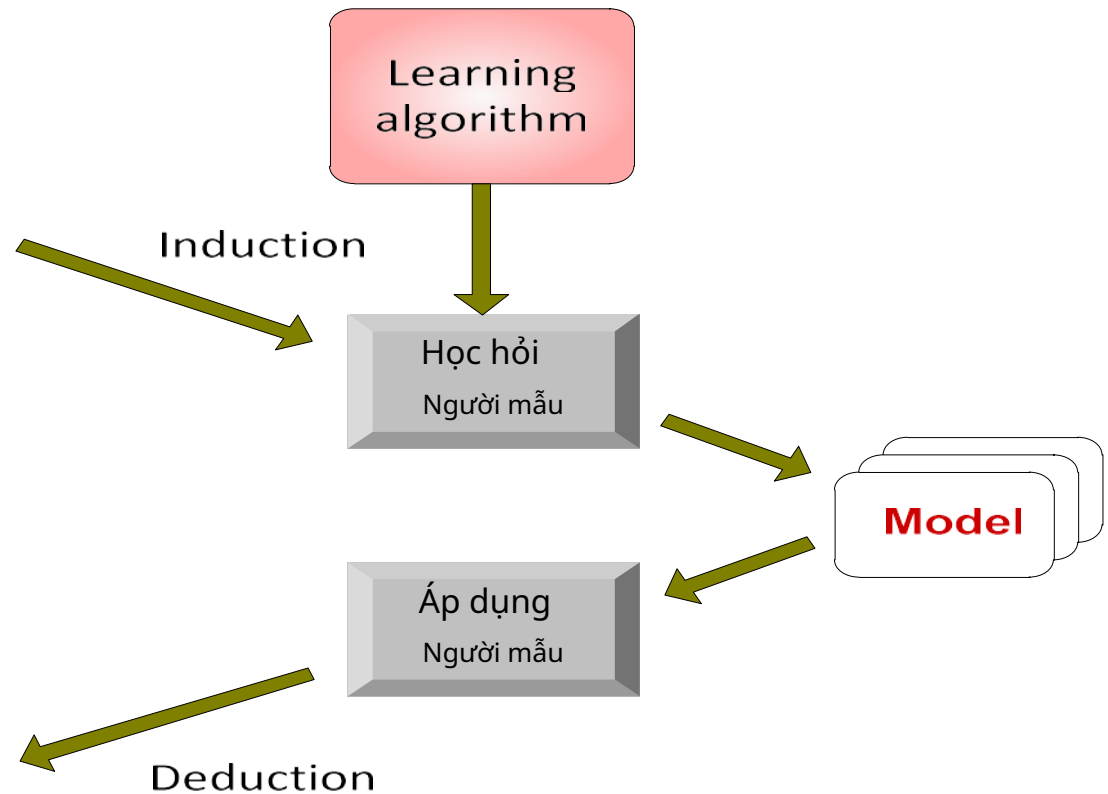 Learning
algorithm
Induction
Học hỏi
Người mẫu
Model
Áp dụng
Người mẫu
Deduction